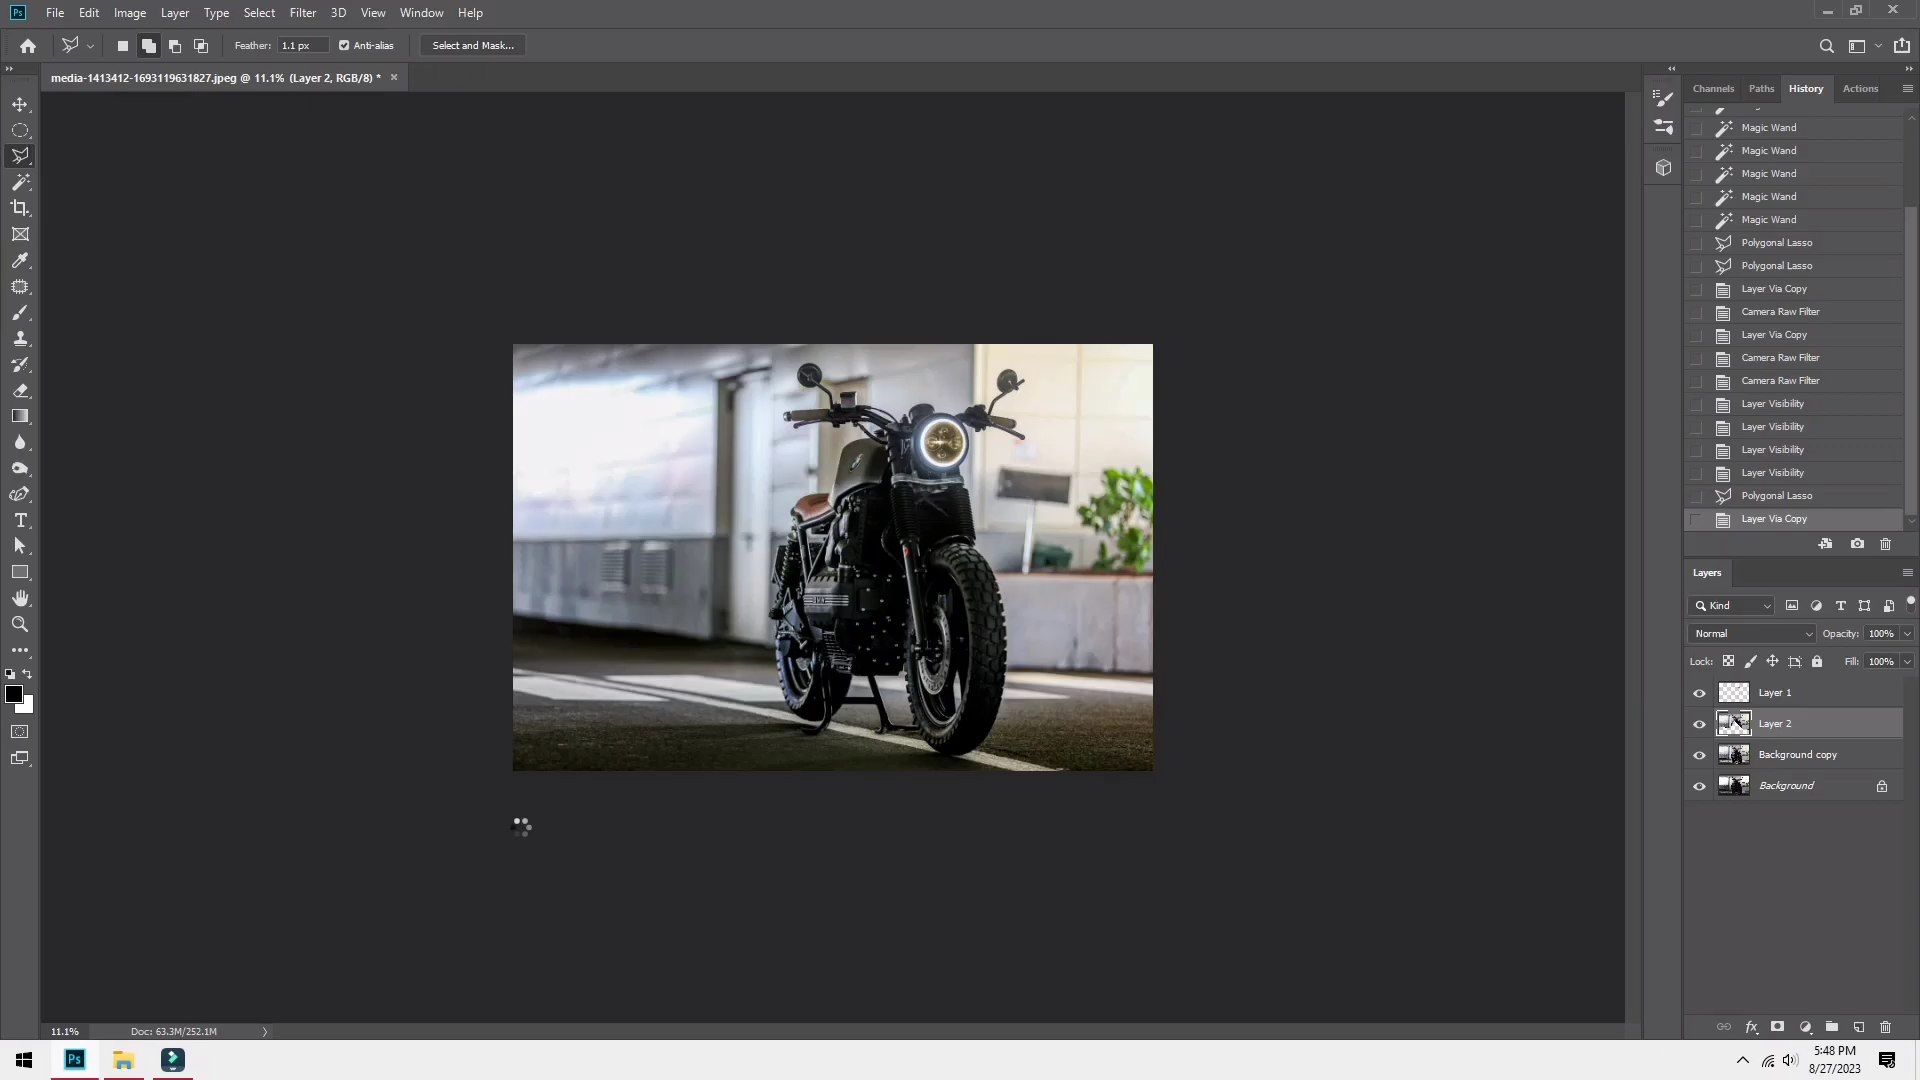 Ps File Edit Image Layer Type Select Filter 3D View Window Help
Feather: 1.1 px Anti-alias Select and Mask...
media-1413412-1693119631827.jpeg @ 11.1% (Layer 2, RGB/8) *
Channels Paths History Actions
Magic Wand
Magic Wand
Magic Wand
Magic Wand
Magic Wand
Polygonal Lasso
Polygonal Lasso
Layer Via Copy
Camera Raw Filter
Layer Via Copy
Camera Raw Filter
Camera Raw Filter
Layer Visibility
Layer Visibility
Layer Visibility
Layer Visibility
Polygonal Lasso
Layer Via Copy
Layers
Kind
Normal Opacity: 100%
Lock: Fill: 100%
Layer 1
Layer 2
Background copy
Background
fx
11.1% Doc: 63.3M/252.1M
Ps
5:48 PM
8/27/2023